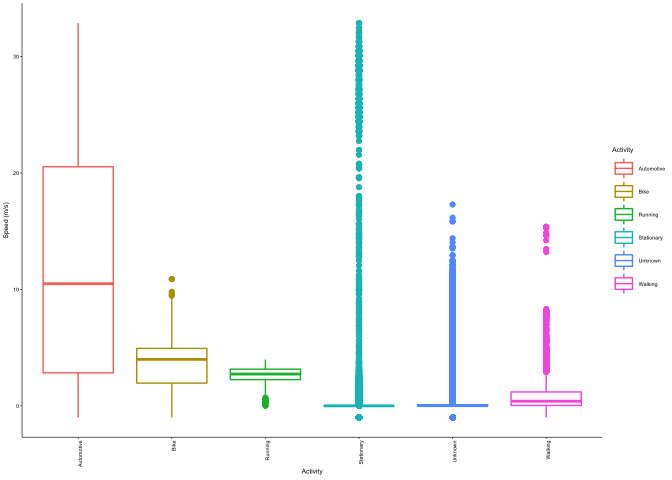 30
20
10
0
Speed (m/s)
Automotive
Bike
Running
Stationary
Unknown
Walking
Activity
Activity
Automotive
Bike
Running
Stationary
Unknown
Walking